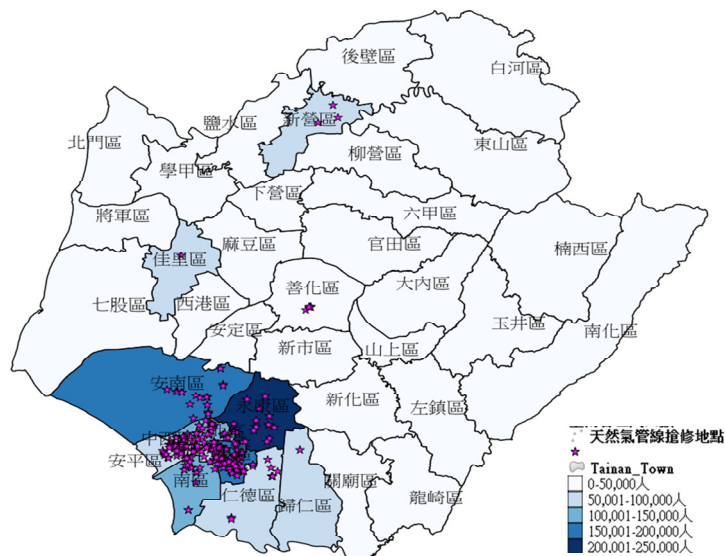 後壁區
白河區
鹽水區
新營區
北門區
柳營區
東山區
學甲區
下營區
將軍區
六甲區
佳里區
麻豆區
官田區
楠西區
七股區
西港區
善化區
大內區
安定區
玉井區
南化區
新市區
山上區
安南區
永康區
新化區
左鎮區
安平區
南區
仁德區
歸仁區
關廟區
龍崎區
天然氣管線搶修地點
Tainan_Town
0-50,000人
50,001-100,000人
100,001-150,000人
150,001-200,000人
200,001-250,000人